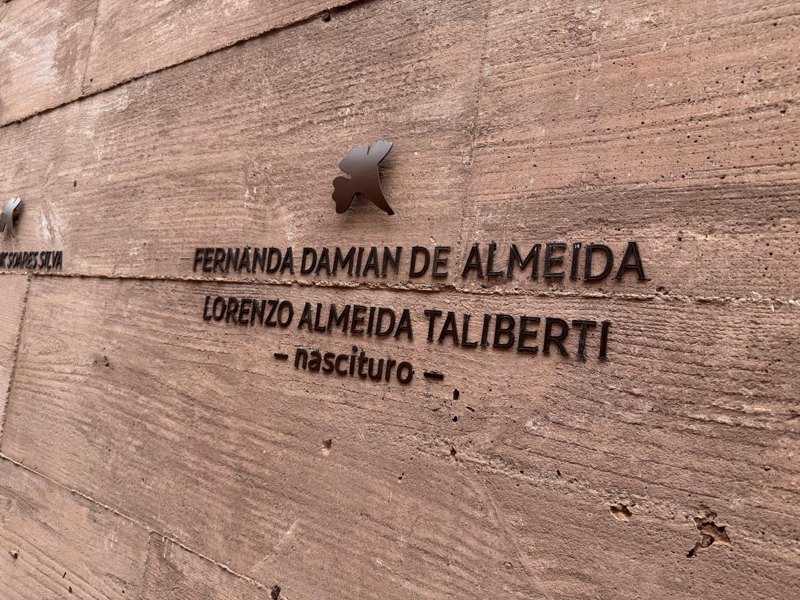 SOARES SILVA
FERNANDA DAMIAN DE ALMEIDA
LORENZO ALMEIDA TALIBERTI
– nascituro –